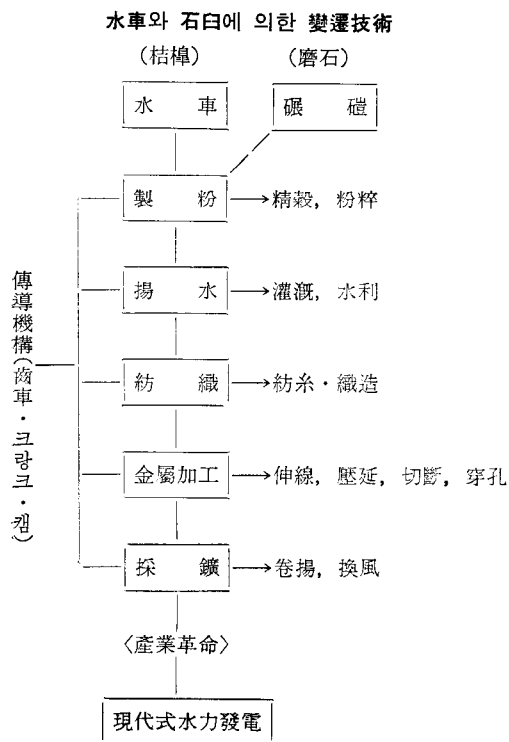 水車와 石臼에 의한 變遷技術
(桔槹) (磨石)
水車 碾磑
製粉→精穀, 粉粹
揚水→灌漑, 水利
傳導機構(齒車・크랑크・캠)
紡織→紡糸・織造
金屬加工→伸線, 壓延, 切斷, 穿孔
採鑛→卷揚, 換風
〈產業革命〉
現代式水力發電